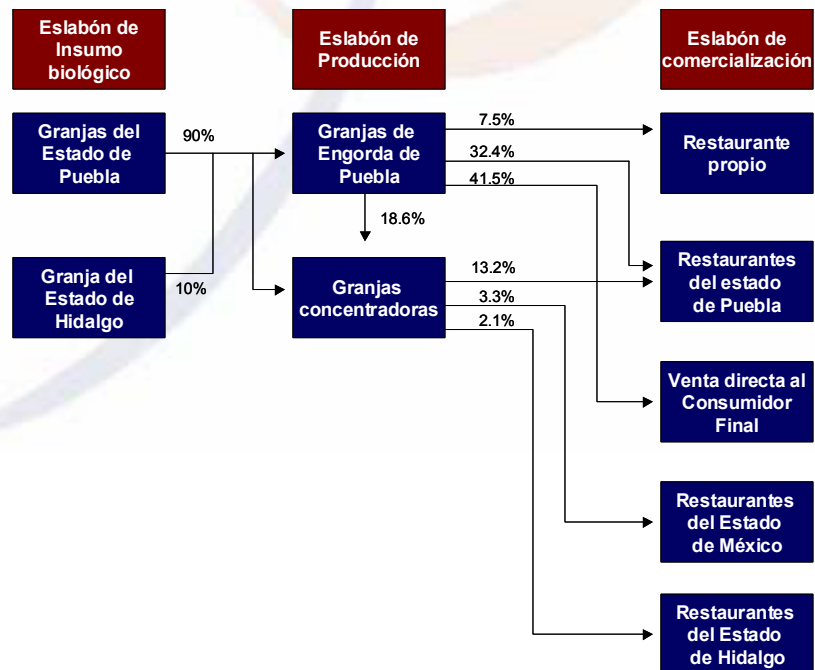 Eslabón de
Insumo
biológico
Eslabón de
Producción
Eslabón de
comercialización
Granjas del
Estado de
Puebla
90%
Granjas de
Engorda de
Puebla
7.5%
32.4%
41.5%
Restaurante
propio
18.6%
Granja del
Estado de
Hidalgo
10%
Granjas
concentradoras
13.2%
3.3%
2.1%
Restaurantes
del estado
de Puebla
Venta directa al
Consumidor
Final
Restaurantes
del Estado
de México
Restaurantes
del Estado
de Hidalgo